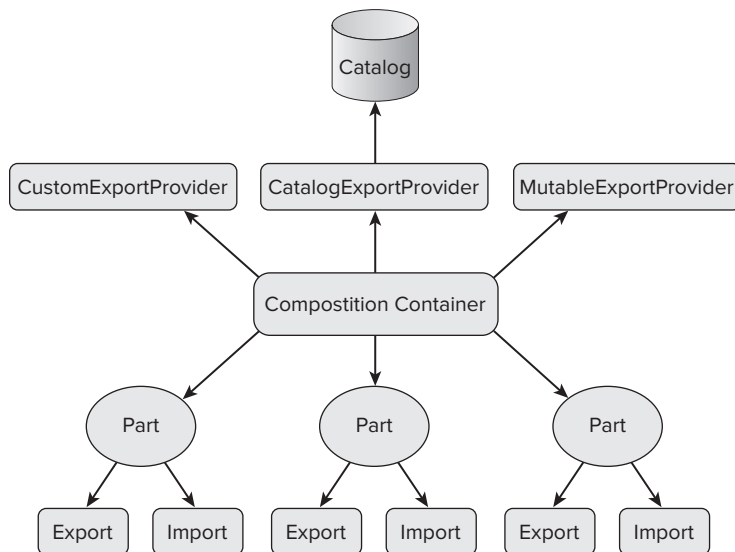 Catalog
CustomExportProvider
CatalogExportProvider
MutableExportProvider
Compostition Container
Part
Part
Part
Export
Import
Export
Import
Export
Import